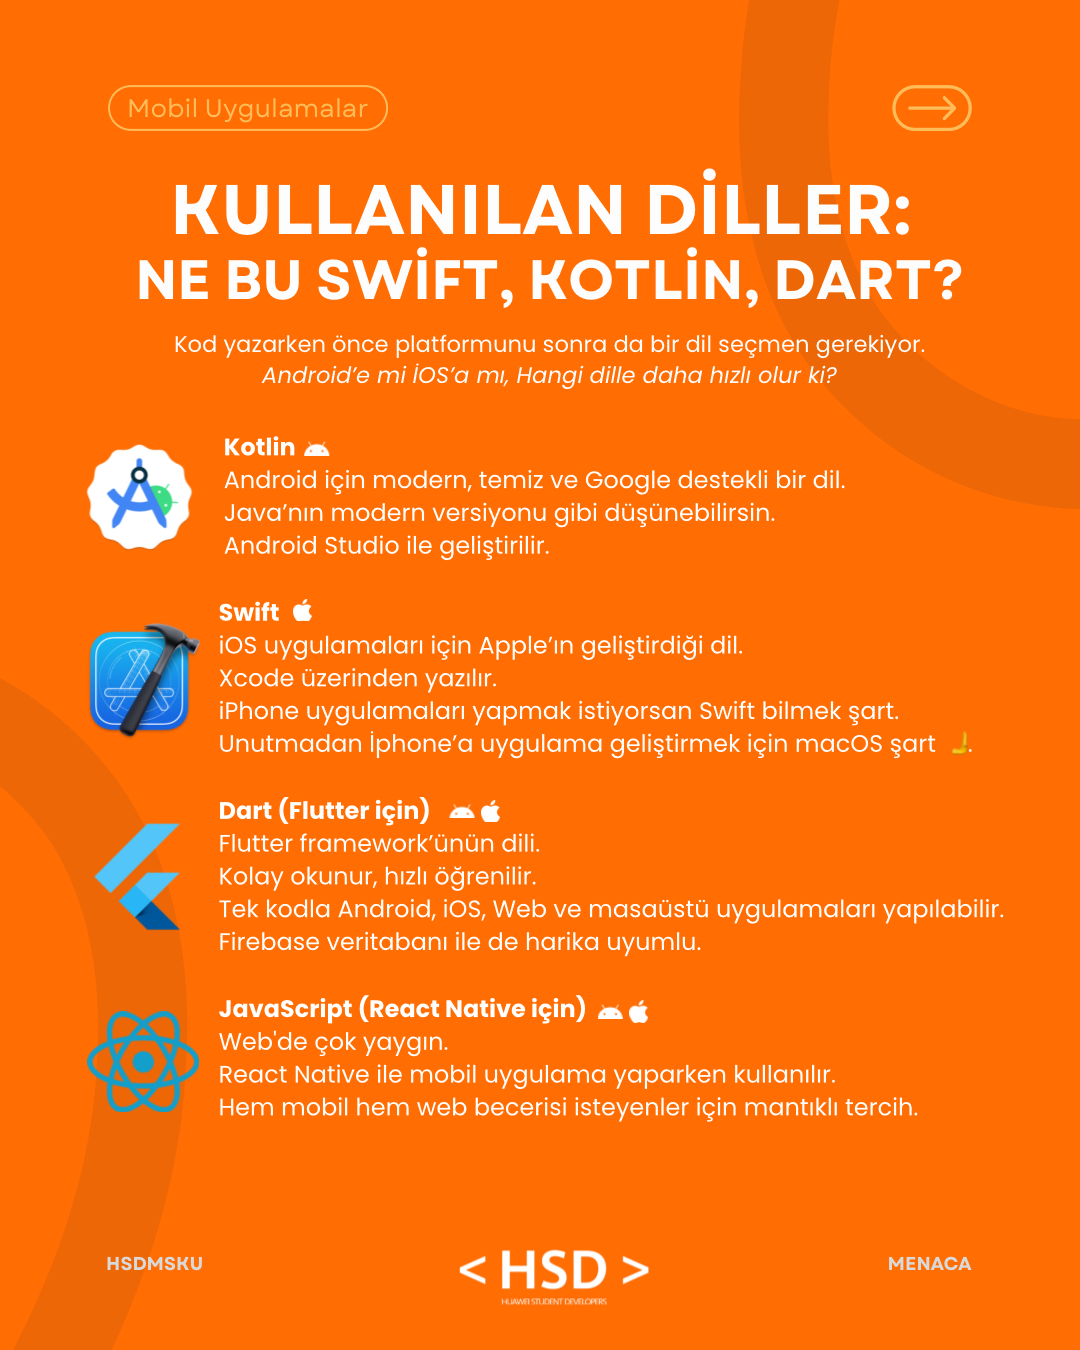 Mobil Uygulamalar
KULLANILAN DİLLER:
NE BU SWİFT, KOTLİN, DART?
Kod yazarken önce platformunu sonra da bir dil seçmen gerekiyor.
Android’e mi İOS’a mı, Hangi dille daha hızlı olur ki?
Kotlin
Android için modern, temiz ve Google destekli bir dil.
Java’nın modern versiyonu gibi düşünebilirsin.
Android Studio ile geliştirilir.
Swift
iOS uygulamaları için Apple’ın geliştirdiği dil.
Xcode üzerinden yazılır.
iPhone uygulamaları yapmak istiyorsan Swift bilmek şart.
Unutmadan İphone’a uygulama geliştirmek için macOS şart .
Dart (Flutter için)
Flutter framework’ünün dili.
Kolay okunur, hızlı öğrenilir.
Tek kodla Android, iOS, Web ve masaüstü uygulamaları yapılabilir.
Firebase veritabanı ile de harika uyumlu.
JavaScript (React Native için)
Web'de çok yaygın.
React Native ile mobil uygulama yaparken kullanılır.
Hem mobil hem web becerisi isteyenler için mantıklı tercih.
HSDMSKU
< HSD >
HUAWEI STUDENT DEVELOPERS
MENACA